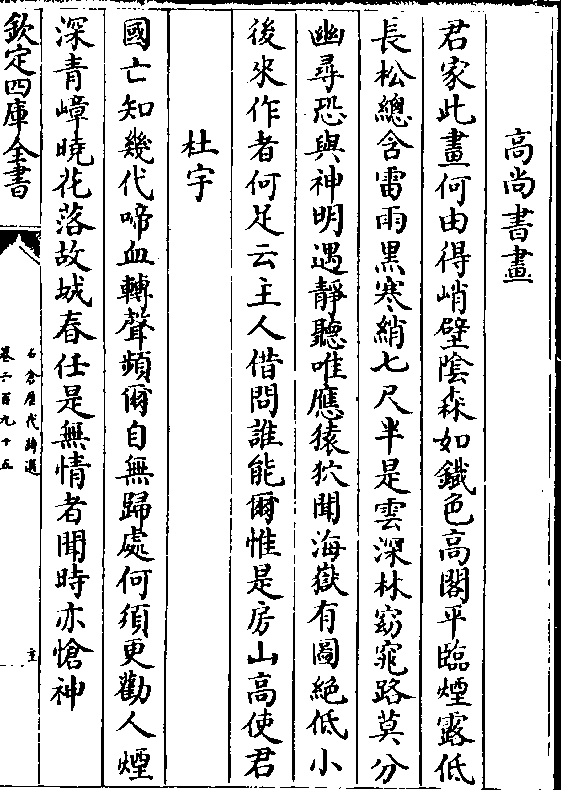 高尚書畫
君家此畫何由得峭壁陰森如鐵色高閣平臨煙露低
長松總含雷雨黑寒綃七尺半是雲深林窈窕路莫分
幽尋恐與神明遇靜聽唯應猿狖聞海嶽有圖絶低小
後來作者何足云主人借問誰能爾惟是房山高使君
杜宇
國亡知幾代啼血轉聲頻爾自無歸處何須更勸人煙
深青嶂曉花落故城春任是無情者聞時亦愴神
欽定四庫全書
石倉歴代詩選
卷二百九十五